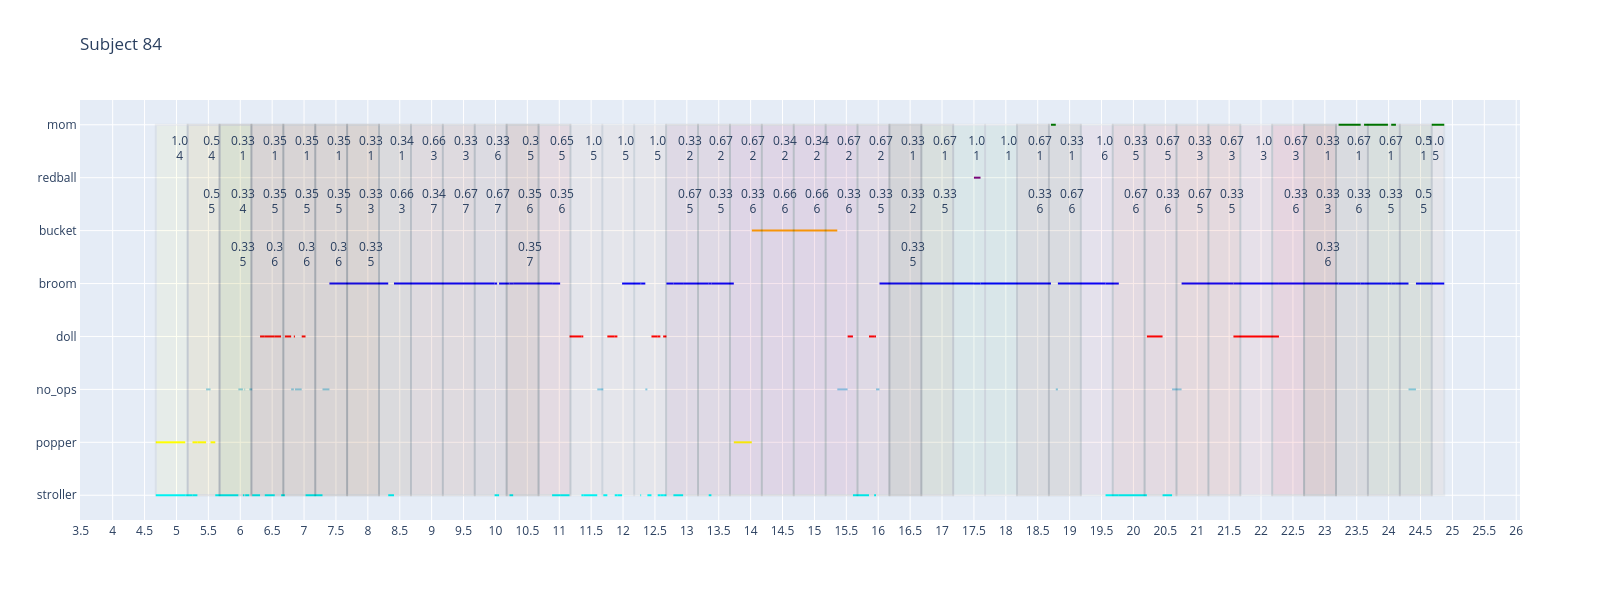 Subject 84
mom
1.0 0.5 0.33 0.35 0.35 0.35 0.33 0.34 0.66 0.33 0.33 0.3 0.65 1.0 1.0 1.0 0.33 0.67 0.67 0.34 0.34 0.67 0.67 0.33 0.67 1.0 1.0 0.67 0.33 1.0 0.33 0.67 0.33 0.67 1.0 0.67 0.33 0.67 0.67 0.5 1.0
4 4 1 1 1 1 1 1 3 3 6 5 5 5 5 5 2 2 2 2 2 2 2 1 1 1 1 1 1 6 5 5 3 3 3 3 1 1 1 1 5
redball
0.5 0.33 0.35 0.35 0.35 0.33 0.66 0.34 0.67 0.67 0.35 0.35 0.67 0.33 0.33 0.66 0.66 0.33 0.33 0.33 0.33 0.33 0.67 0.67 0.33 0.67 0.33 0.33 0.33 0.33 0.33 0.5
5 4 5 5 5 3 3 7 7 7 6 6 5 5 6 6 6 6 5 2 5 6 6 6 6 5 5 6 3 6 5 5
bucket
0.33 0.3 0.3 0.3 0.33 0.35 0.33 0.33
5 6 6 6 5 7 5 6
broom
doll
no_ops
popper
stroller
3.5 4 4.5 5 5.5 6 6.5 7 7.5 8 8.5 9 9.5 10 10.5 11 11.5 12 12.5 13 13.5 14 14.5 15 15.5 16 16.5 17 17.5 18 18.5 19 19.5 20 20.5 21 21.5 22 22.5 23 23.5 24 24.5 25 25.5 26